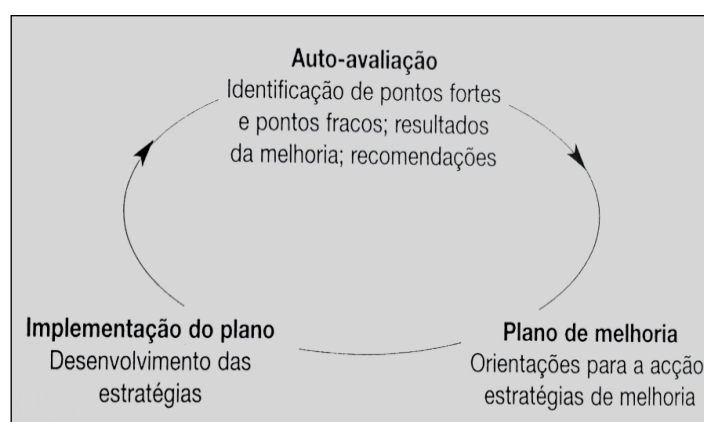 Auto-avaliação
Identificação de pontos fortes
e pontos fracos; resultados
da melhoria; recomendações
Implementação do plano
Desenvolvimento das
estratégias
Plano de melhoria
Orientações para a acção
estratégias de melhoria